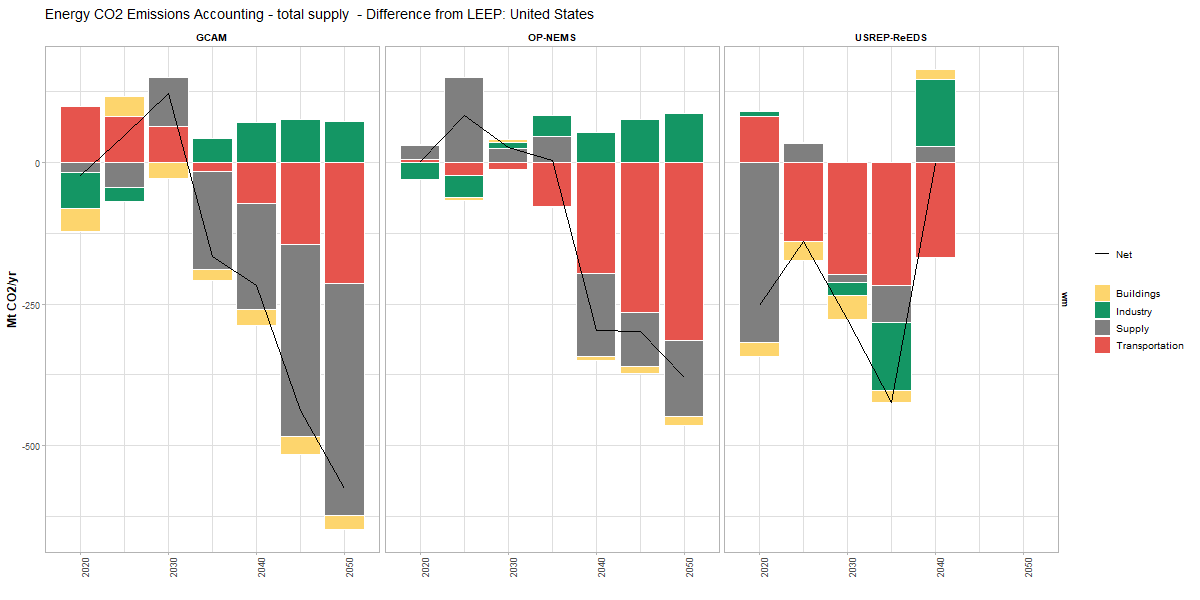 Energy CO2 Emissions Accounting - total supply  - Difference from LEEP: United States
GCAM
OP-NEMS
USREP-ReEDS
Mt CO2/yr
0
-250
-500
2020
2030
2040
2050
2020
2030
2040
2050
2020
2030
2040
2050
wm
Net
Buildings
Industry
Supply
Transportation